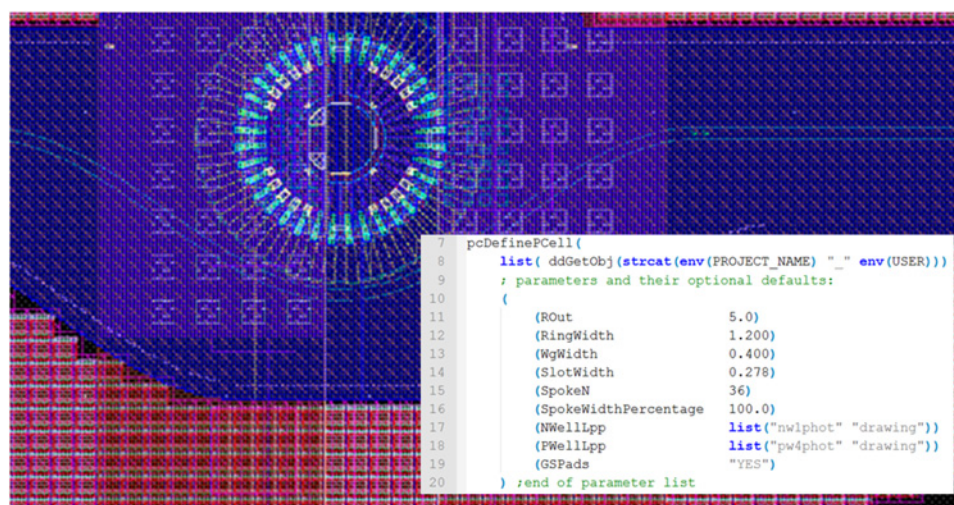 7 pcDefinePCell(
8 list( ddGetObj(strcat(env(PROJECT_NAME) "_" env(USER)))
9 ; parameters and their optional defaults:
10 (
11 (ROut 5.0)
12 (RingWidth 1.200)
13 (WgWidth 0.400)
14 (SlotWidth 0.278)
15 (SpokeN 36)
16 (SpokeWidthPercentage 100.0)
17 (NWellLpp list("nw1phot" "drawing"))
18 (PWellLpp list("pw4phot" "drawing"))
19 (GSPads "YES")
20 ) ;end of parameter list